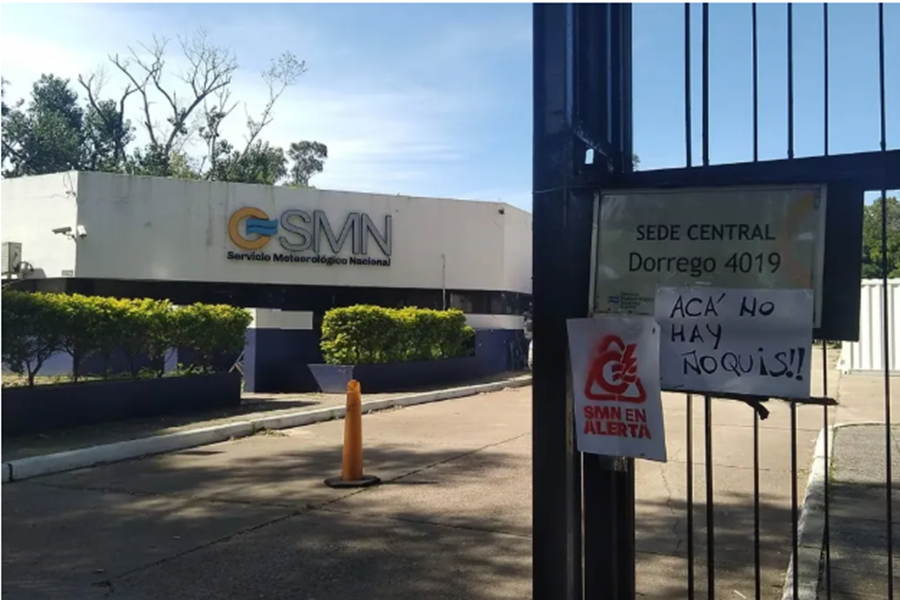 SMN
Servicio Meteorológico Nacional
SEDE CENTRAL
Dorrego 4019
ACÁ NO
HAY
ÑOQUIS!!
SMN EN
ALERTA